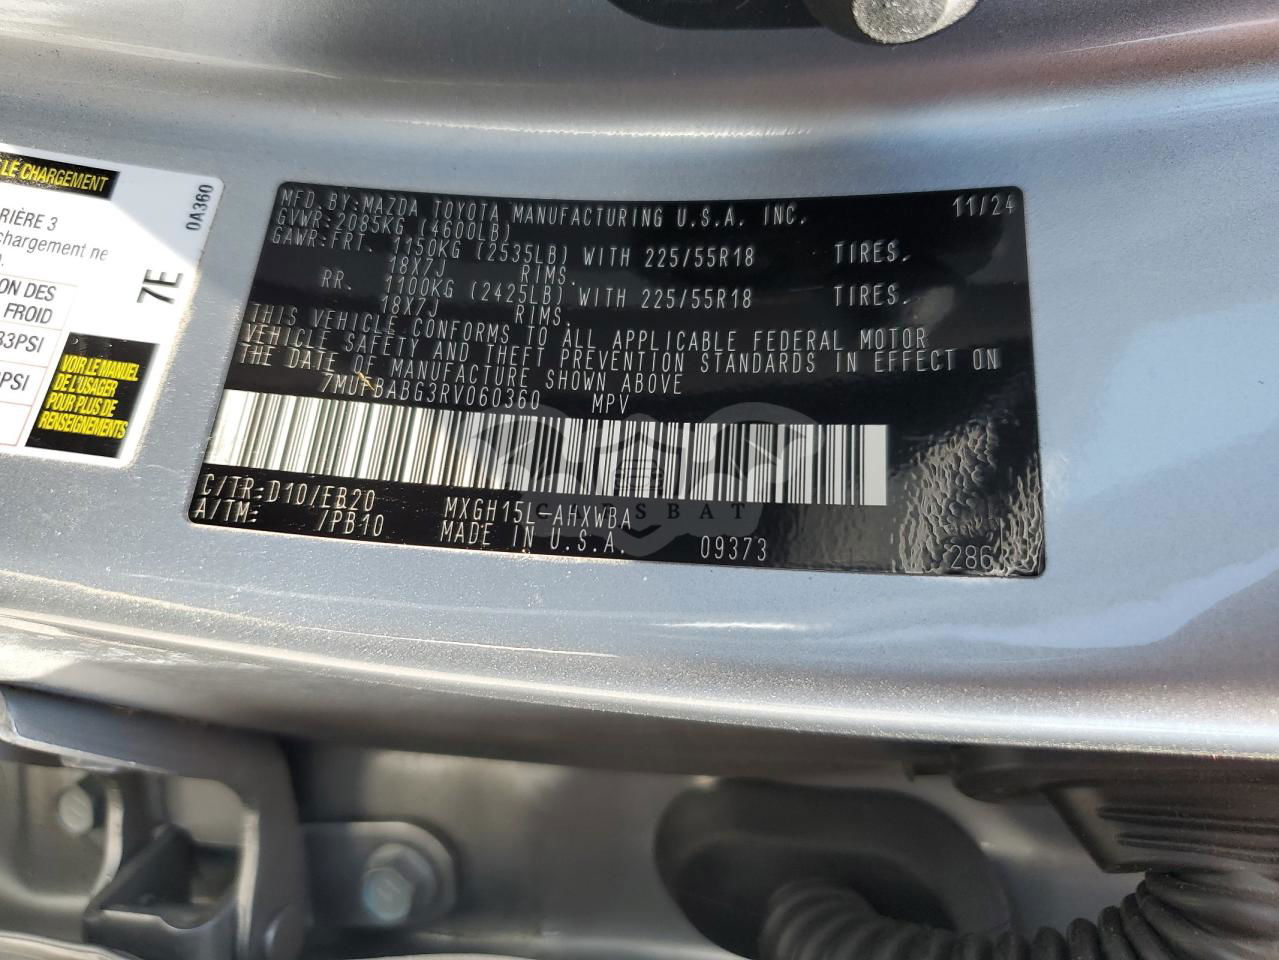 LE CHARGEMENT
RIÈRE 3
chargement ne
ION DES
FROID
33PSI
PSI
VOIR LE MANUEL
DE L'USAGER
POUR PLUS DE
RENSEIGNEMENTS
0A360
7E
MFD. BY:MAZDA TOYOTA MANUFACTURING U.S.A. INC. 11/24
GVWR:2085KG (4600LB)
GAWR:FRT. 1150KG (2535LB) WITH 225/55R18 TIRES.
18X7J RIMS.
RR. 1100KG (2425LB) WITH 225/55R18 TIRES.
18X7J RIMS.
THIS VEHICLE CONFORMS TO ALL APPLICABLE FEDERAL MOTOR
VEHICLE SAFETY AND THEFT PREVENTION STANDARDS IN EFFECT ON
THE DATE OF MANUFACTURE SHOWN ABOVE
7MUFBABG3RV060360 MPV
C/TR:D10/EB20 MXGH15L-AHXWBA
A/TM: /PB10 MADE IN U.S.A. 09373 286
CARSBAT